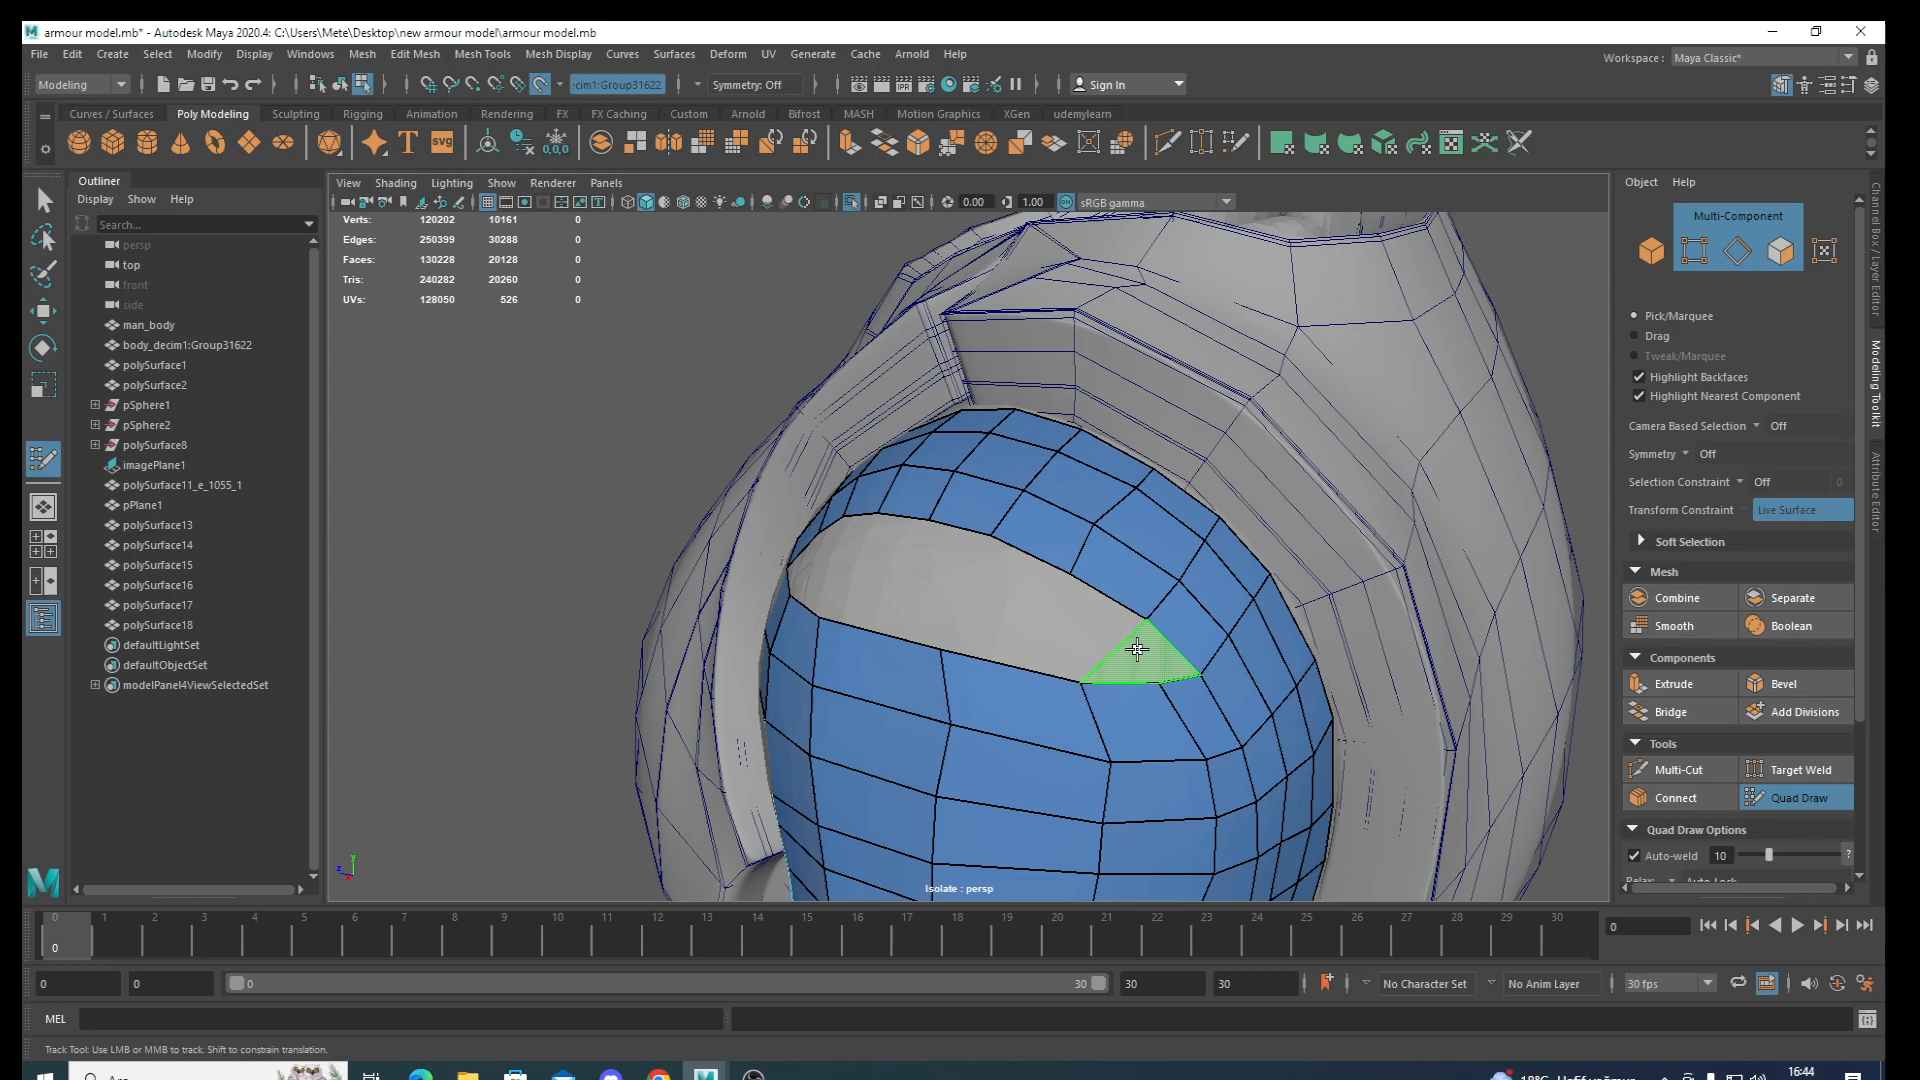 armour model.mb* - Autodesk Maya 2020.4: C:\Users\Mete\Desktop\new armour model\armour model.mb
File Edit Create Select Modify Display Windows Mesh Edit Mesh Mesh Tools Mesh Display Curves Surfaces Deform UV Generate Cache Arnold Help
Workspace : Maya Classic*
Modeling :cim1:Group31622 Symmetry: Off Sign In
Curves / Surfaces Poly Modeling Sculpting Rigging Animation Rendering FX FX Caching Custom Arnold Bifrost MASH Motion Graphics XGen udemylearn
SVG 0,0,0
Outliner
Display Show Help
Search...
persp
top
front
side
man_body
body_decim1:Group31622
polySurface1
polySurface2
pSphere1
pSphere2
polySurface8
imagePlane1
polySurface11_e_1055_1
pPlane1
polySurface13
polySurface14
polySurface15
polySurface16
polySurface17
polySurface18
defaultLightSet
defaultObjectSet
modelPanel4ViewSelectedSet
View Shading Lighting Show Renderer Panels
0.00 1.00 sRGB gamma
Verts: 120202 10161 0
Edges: 250399 30288 0
Faces: 130228 20128 0
Tris: 240282 20260 0
UVs: 128050 526 0
Isolate : persp
Object Help
Multi-Component
Pick/Marquee
Drag
Tweak/Marquee
Highlight Backfaces
Highlight Nearest Component
Camera Based Selection Off
Symmetry Off
Selection Constraint Off 0
Transform Constraint Live Surface
Soft Selection
Mesh
Combine Separate
Smooth Boolean
Components
Extrude Bevel
Bridge Add Divisions
Tools
Multi-Cut Target Weld
Connect Quad Draw
Quad Draw Options
Auto-weld 10 ?
Channel Box / Layer Editor
Modeling Toolkit
Attribute Editor
0 1 2 3 4 5 6 7 8 9 10 11 12 13 14 15 16 17 18 19 20 21 22 23 24 25 26 27 28 29 30
0 0
0 0 0 30 30 30 No Character Set No Anim Layer 30 fps
MEL
Track Tool: Use LMB or MMB to track. Shift to constrain translation.
16:44